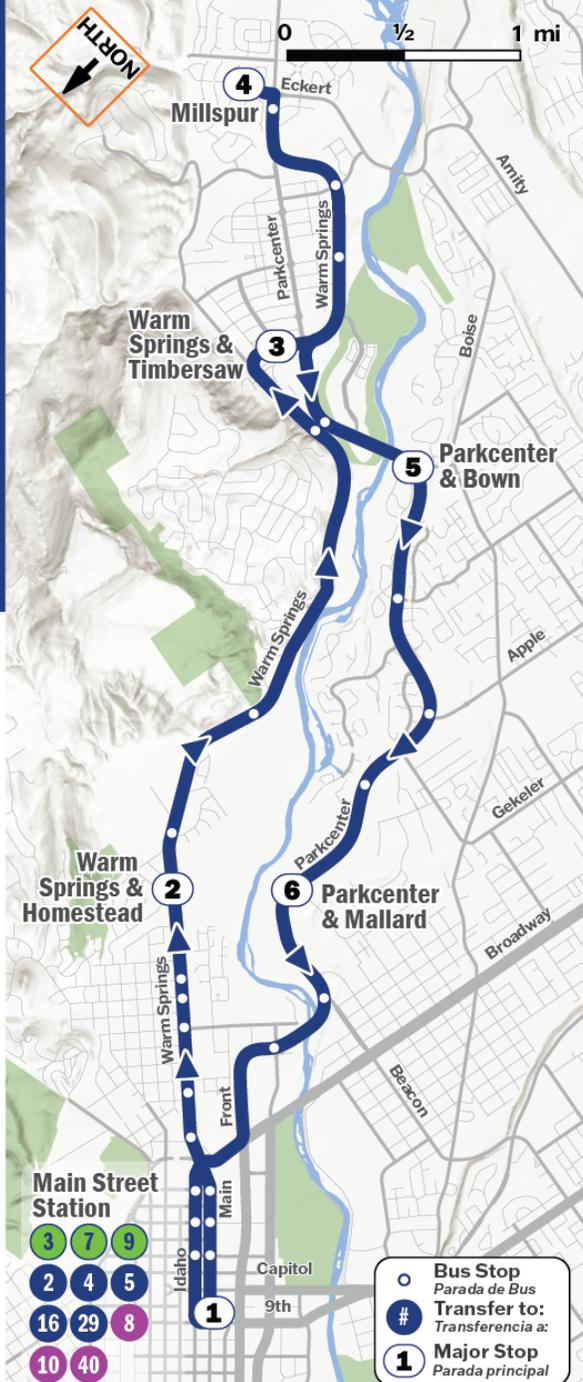 NORTH
0 ½ 1 mi
4
Eckert
Millspur
Amity
Parkcenter
Warm Springs
Boise
Warm
Springs &
Timbersaw
3
5
Parkcenter
& Bown
Warm Springs
Apple
Gekeler
Parkcenter
Warm
Springs &
Homestead
2
6
Parkcenter
& Mallard
Broadway
Warm Springs
Beacon
Front
Main Street
Station
3 7 9
2 4 5
16 29 8
10 40
Main
Idaho
Capitol
9th
1
Bus Stop
Parada de Bus
# Transfer to:
Transferencia a:
1 Major Stop
Parada principal